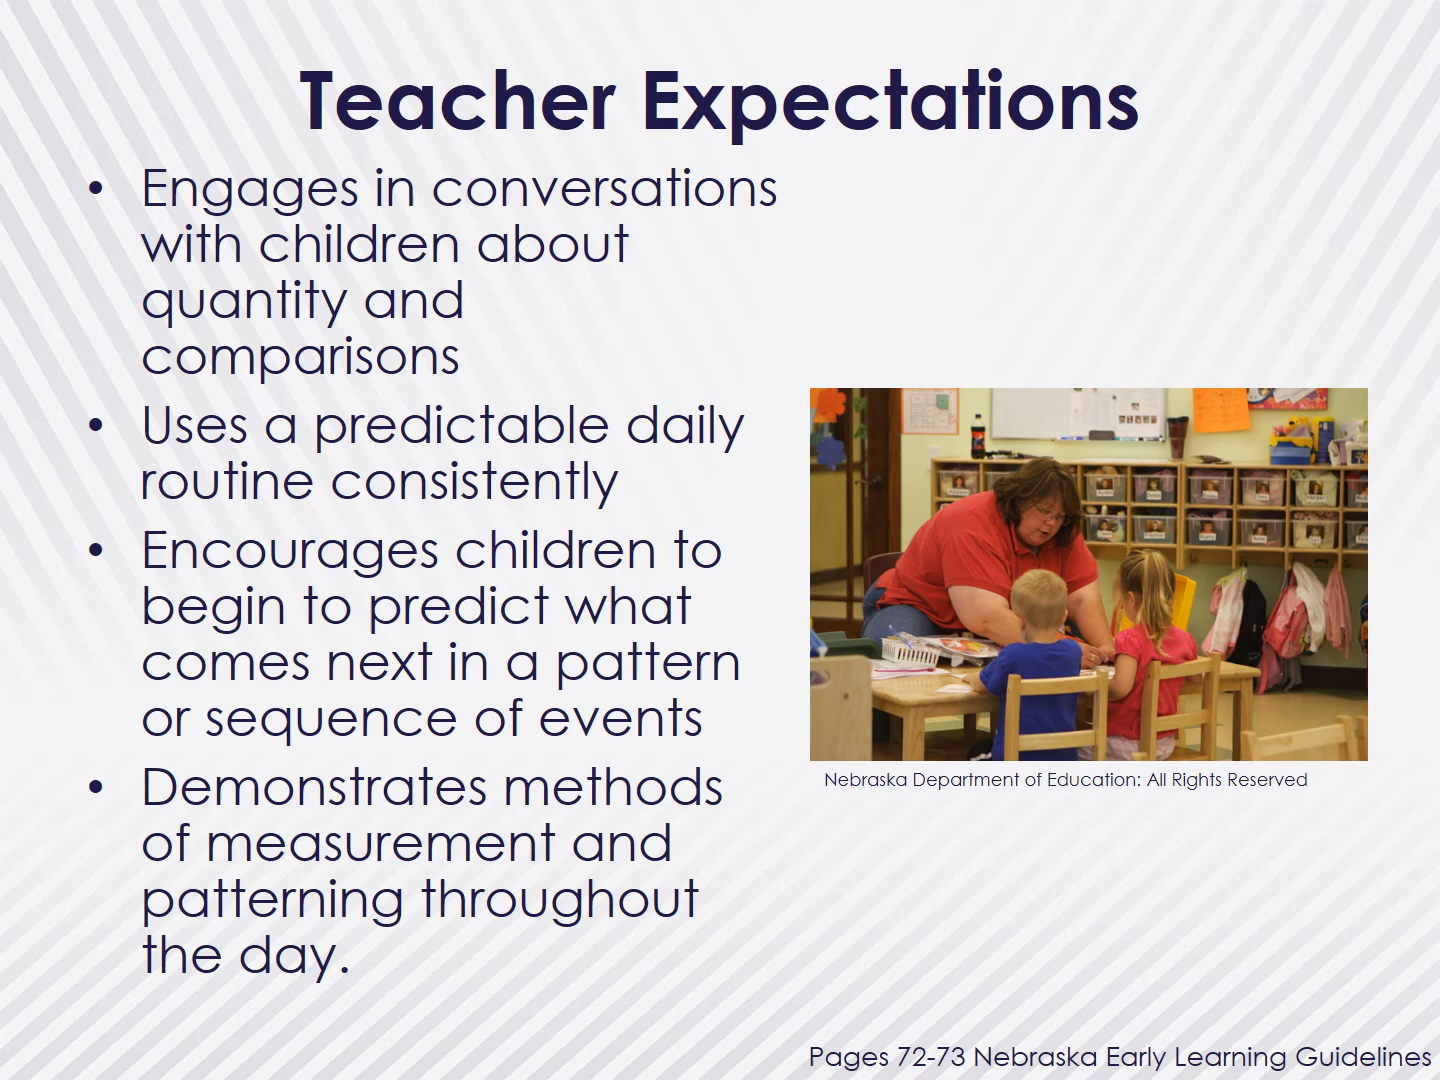 Teacher Expectations
• Engages in conversations
with children about
quantity and
comparisons
• Uses a predictable daily
routine consistently
• Encourages children to
begin to predict what
comes next in a pattern
or sequence of events
• Demonstrates methods
of measurement and
patterning throughout
the day.
Nebraska Department of Education: All Rights Reserved
Pages 72-73 Nebraska Early Learning Guidelines